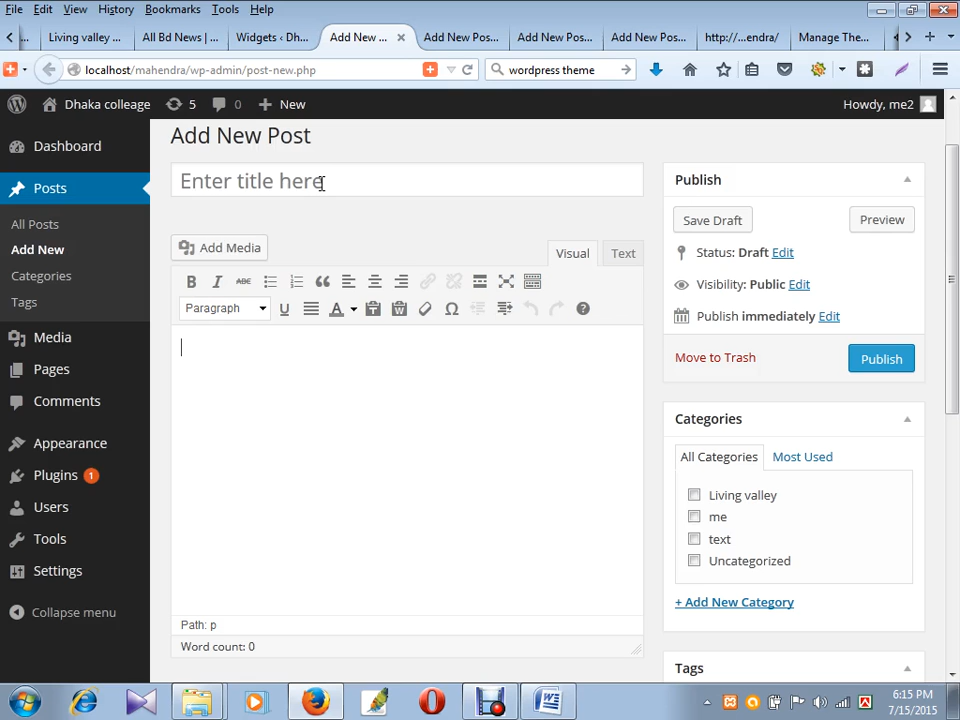 File Edit View History Bookmarks Tools Help
... Living valley ... All Bd News | ... Widgets ‹ Dh... Add New ... Add New Pos... Add New Pos... Add New Pos... http://...endra/ Manage The...
localhost/mahendra/wp-admin/post-new.php wordpress theme
Dhaka colleage 5 0 New Howdy, me2
Dashboard
Posts
All Posts
Add New
Categories
Tags
Media
Pages
Comments
Appearance
Plugins 1
Users
Tools
Settings
Collapse menu
Add New Post
Enter title here
Add Media Visual Text
B I ABC
Paragraph U A T W Ω ?
Path: p
Word count: 0
Publish
Save Draft Preview
Status: Draft Edit
Visibility: Public Edit
Publish immediately Edit
Move to Trash Publish
Categories
All Categories Most Used
Living valley
me
text
Uncategorized
+ Add New Category
Tags
6:15 PM
7/15/2015